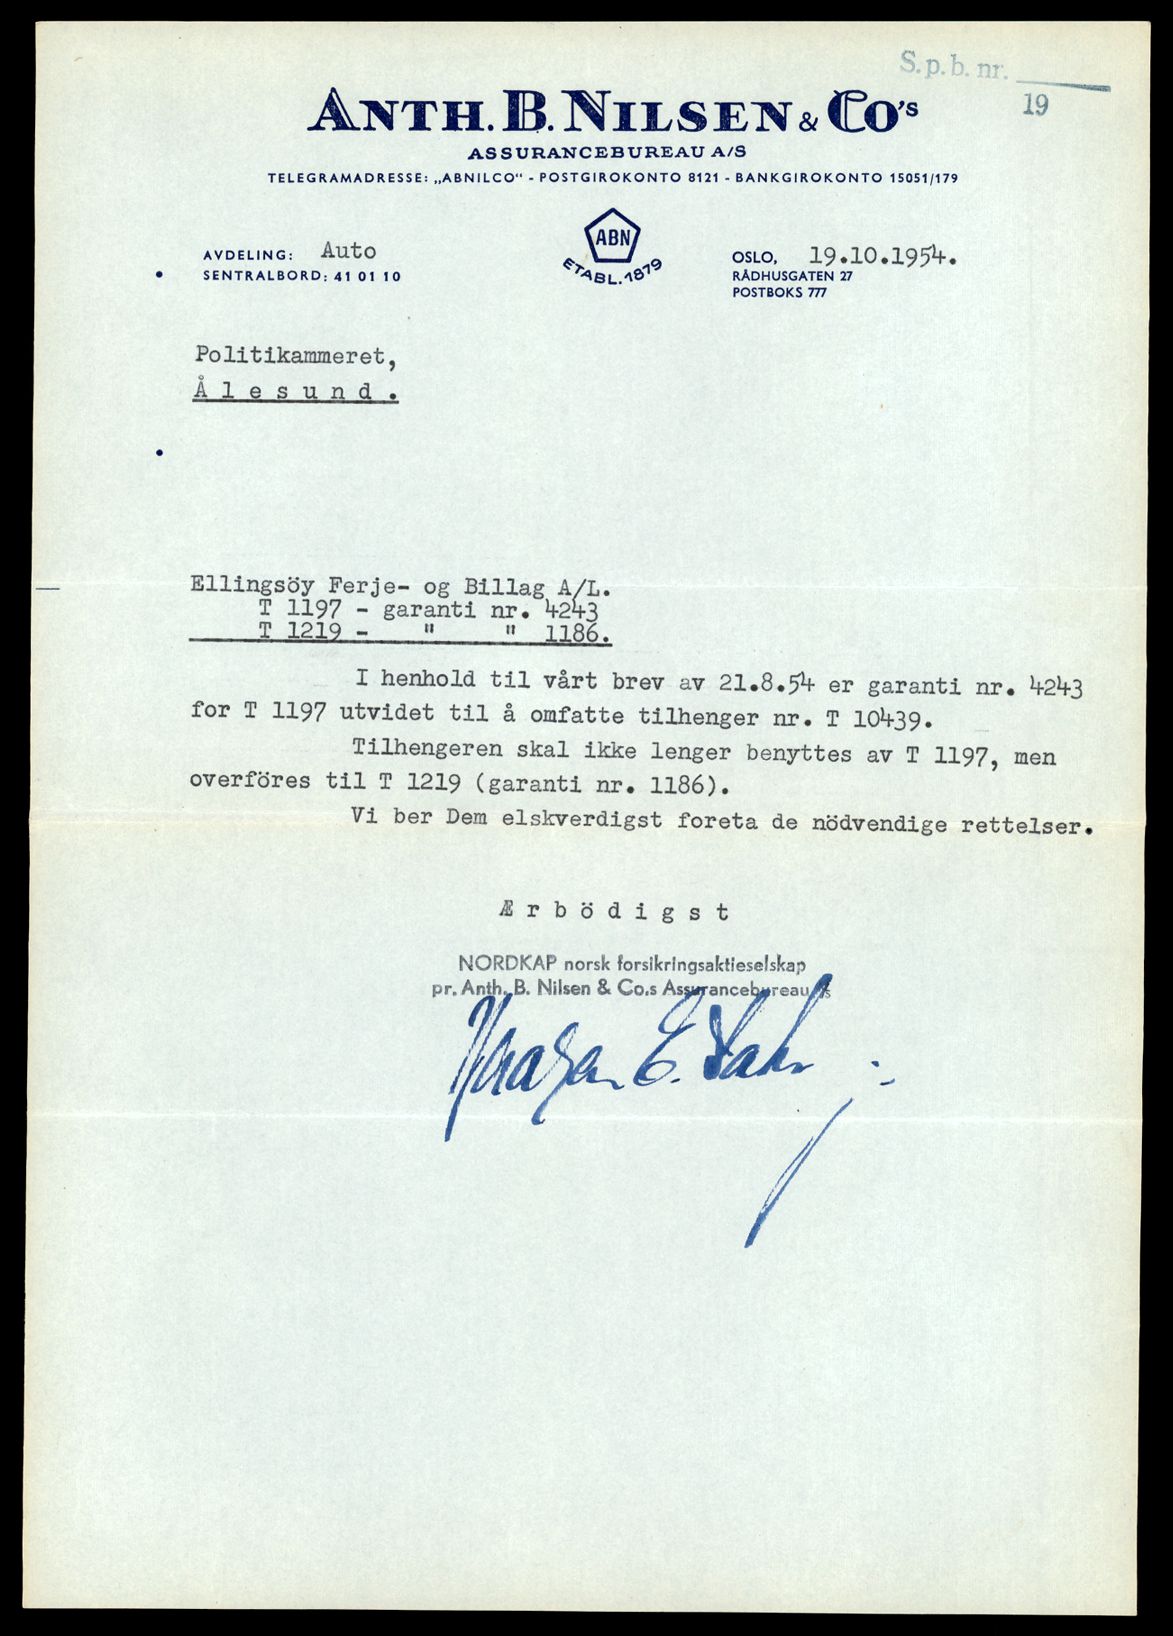 S.p.b. nr.
19
ANTH. B. NILSEN & CO's
ASSURANCEBUREAU A/S
TELEGRAMADRESSE: „ABNILCO“ - POSTGIROKONTO 8121 - BANKGIROKONTO 15051/179
AVDELING: Auto
SENTRALBORD: 41 01 10
ABN
ETABL. 1879
OSLO, 19.10.1954.
RÅDHUSGATEN 27
POSTBOKS 777
Politikammeret,
Å l e s u n d .
Ellingsöy Ferje- og Billag A/L.
T 1197 - garanti nr. 4243
T 1219 - " " 1186.
I henhold til vårt brev av 21.8.54 er garanti nr. 4243
for T 1197 utvidet til å omfatte tilhenger nr. T 10439.
Tilhengeren skal ikke lenger benyttes av T 1197, men
overföres til T 1219 (garanti nr. 1186).
Vi ber Dem elskverdigst foreta de nödvendige rettelser.
Æ r b ö d i g s t
NORDKAP norsk forsikringsaktieselskap
pr. Anth. B. Nilsen & Co.s Assurancebureau A/s
E.